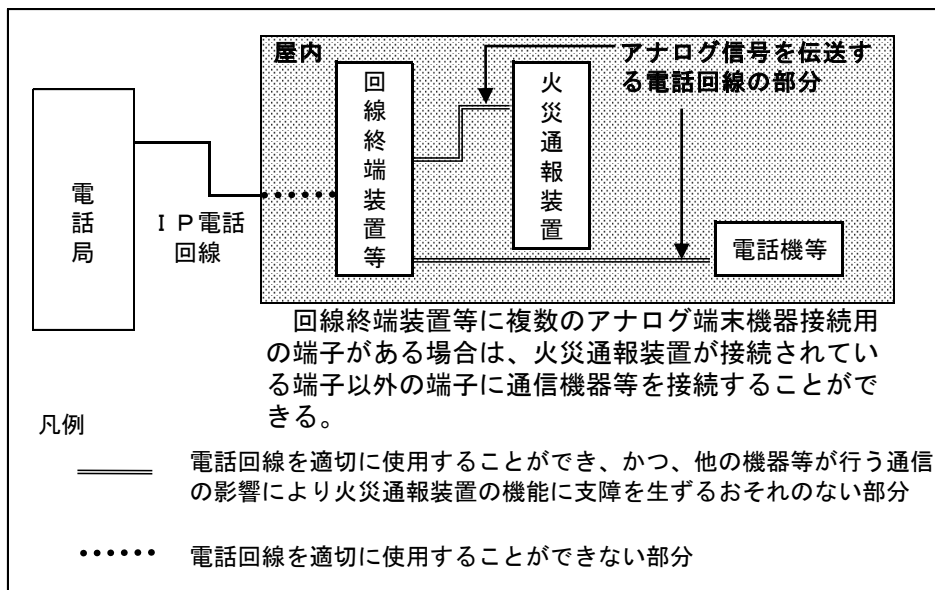 屋内
アナログ信号を伝送す
る電話回線の部分
電話局
ＩＰ電話
回線
回線終端装置等
火災通報装置
電話機等
　回線終端装置等に複数のアナログ端末機器接続用
の端子がある場合は、火災通報装置が接続されてい
る端子以外の端子に通信機器等を接続することがで
きる。
凡例
電話回線を適切に使用することができ、かつ、他の機器等が行う通信
の影響により火災通報装置の機能に支障を生ずるおそれのない部分
電話回線を適切に使用することができない部分